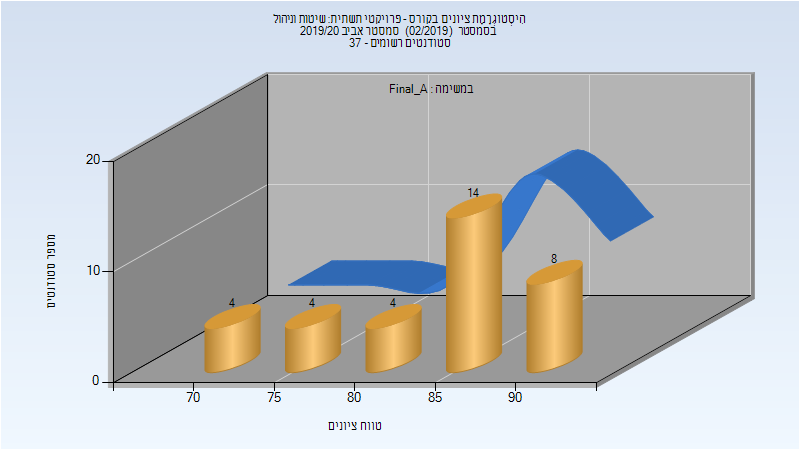 היסטוגרמת ציונים בקורס - פרויקטי תשתית: שיטות וניהול
בסמסטר (02/2019) סמסטר אביב 2019/20
סטודנטים רשומים - 37
במשימה : Final_A
20
10
0
מספר סטודנטים
4
4
4
14
8
70
75
80
85
90
טווח ציונים